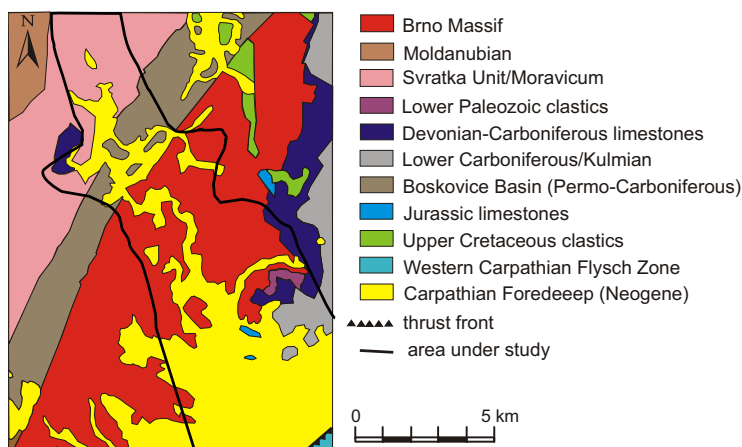 N
Brno Massif
Moldanubian
Svratka Unit/Moravicum
Lower Paleozoic clastics
Devonian-Carboniferous limestones
Lower Carboniferous/Kulmian
Boskovice Basin (Permo-Carboniferous)
Jurassic limestones
Upper Cretaceous clastics
Western Carpathian Flysch Zone
Carpathian Foredeeep (Neogene)
thrust front
area under study
0 5 km